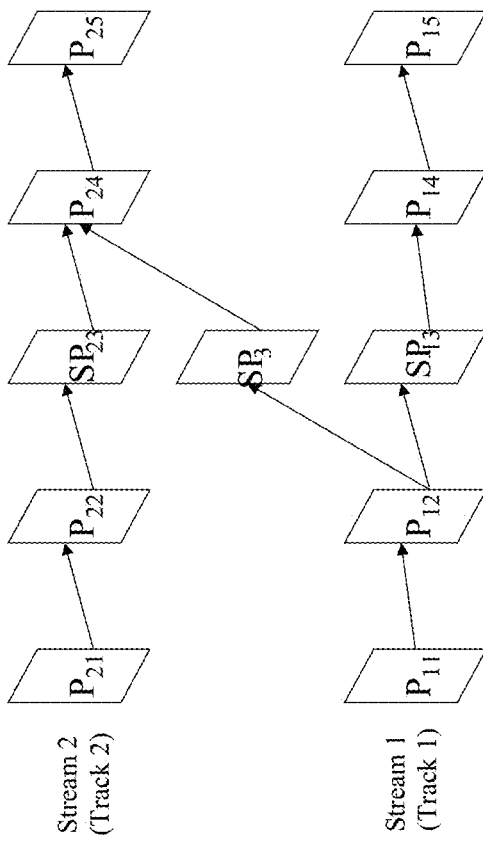 Stream 2
(Track 2)
P21
P22
SP23
P24
P25
SP3
Stream 1
(Track 1)
P11
P12
SP13
P14
P15